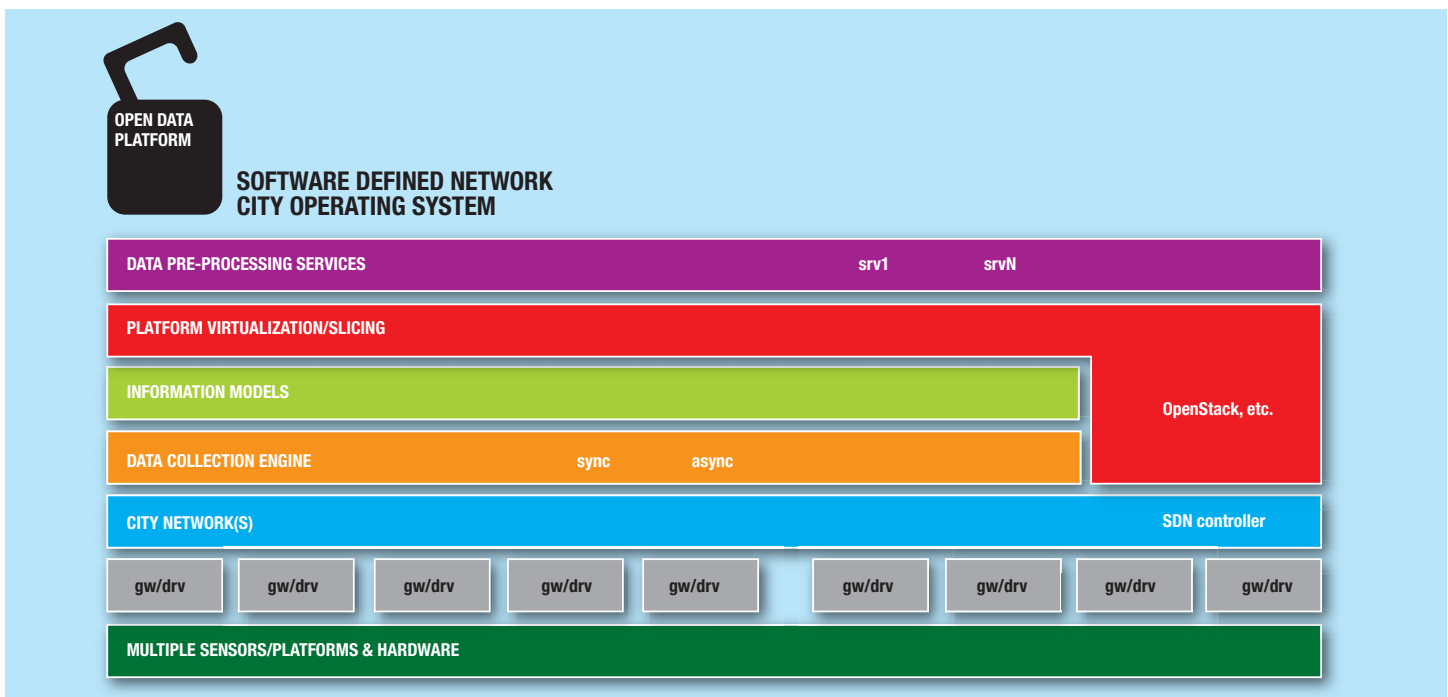 OPEN DATA
PLATFORM
SOFTWARE DEFINED NETWORK
CITY OPERATING SYSTEM
DATA PRE-PROCESSING SERVICES srv1 srvN
PLATFORM VIRTUALIZATION/SLICING
INFORMATION MODELS
OpenStack, etc.
DATA COLLECTION ENGINE sync async
CITY NETWORK(S) SDN controller
gw/drv gw/drv gw/drv gw/drv gw/drv gw/drv gw/drv gw/drv gw/drv
MULTIPLE SENSORS/PLATFORMS & HARDWARE